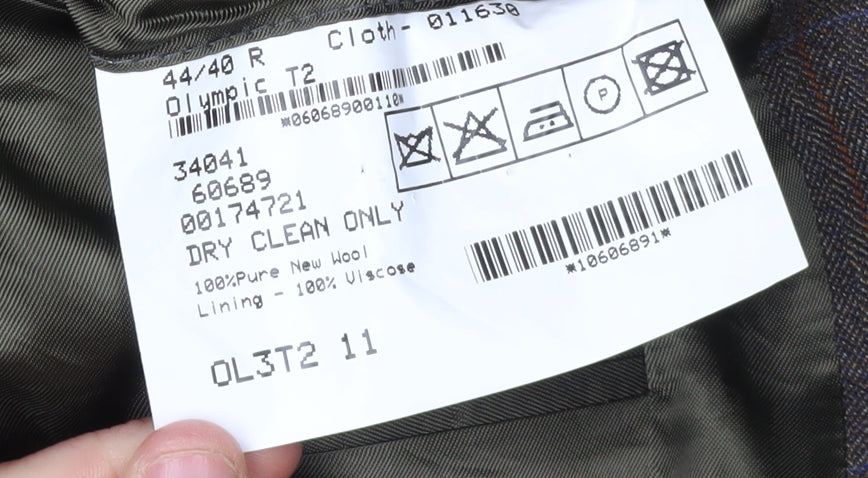 44/40 R Cloth- 011630
Olympic T2
*06068900110*
P
34041
60689
00174721
DRY CLEAN ONLY
100%Pure New Wool
Lining - 100% Viscose
*10606891*
OL3T2 11